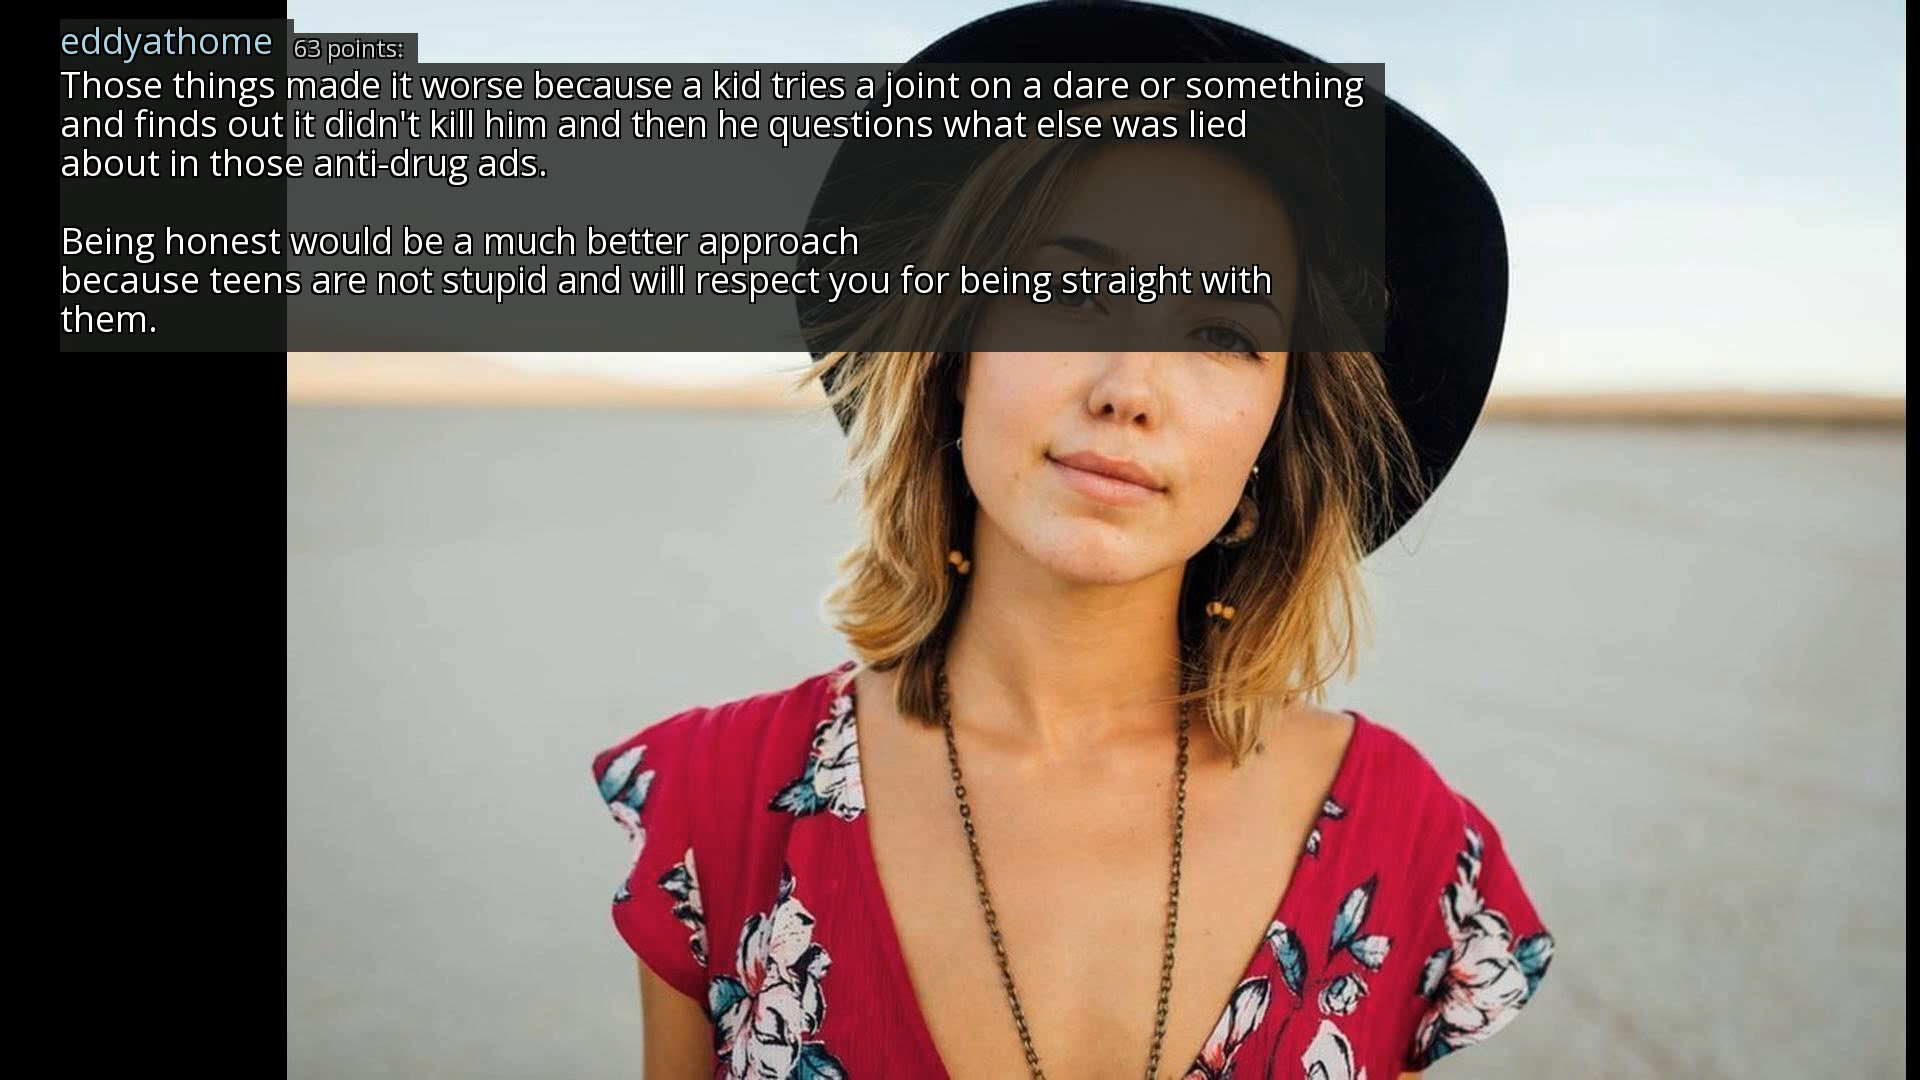 eddyathome 63 points:
Those things made it worse because a kid tries a joint on a dare or something
and finds out it didn't kill him and then he questions what else was lied
about in those anti-drug ads.
Being honest would be a much better approach
because teens are not stupid and will respect you for being straight with
them.